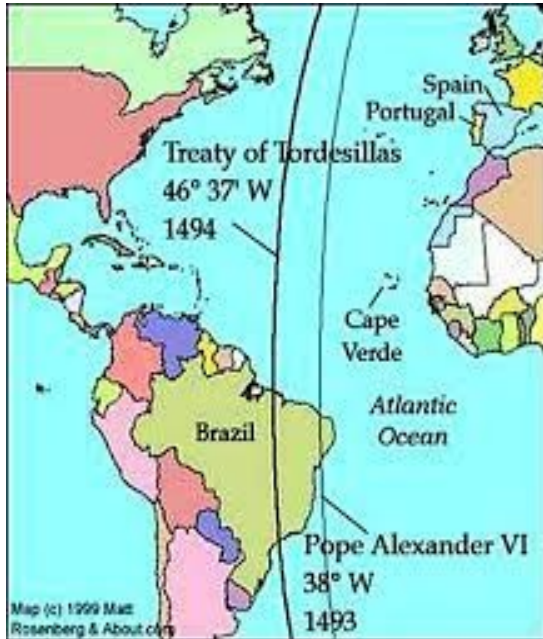 Spain
Portugal
Treaty of Tordesillas
46° 37' W
1494
Cape
Verde
Atlantic
Ocean
Brazil
Pope Alexander VI
38° W
1493
Map (c) 1999 Matt
Rosenberg & About.com